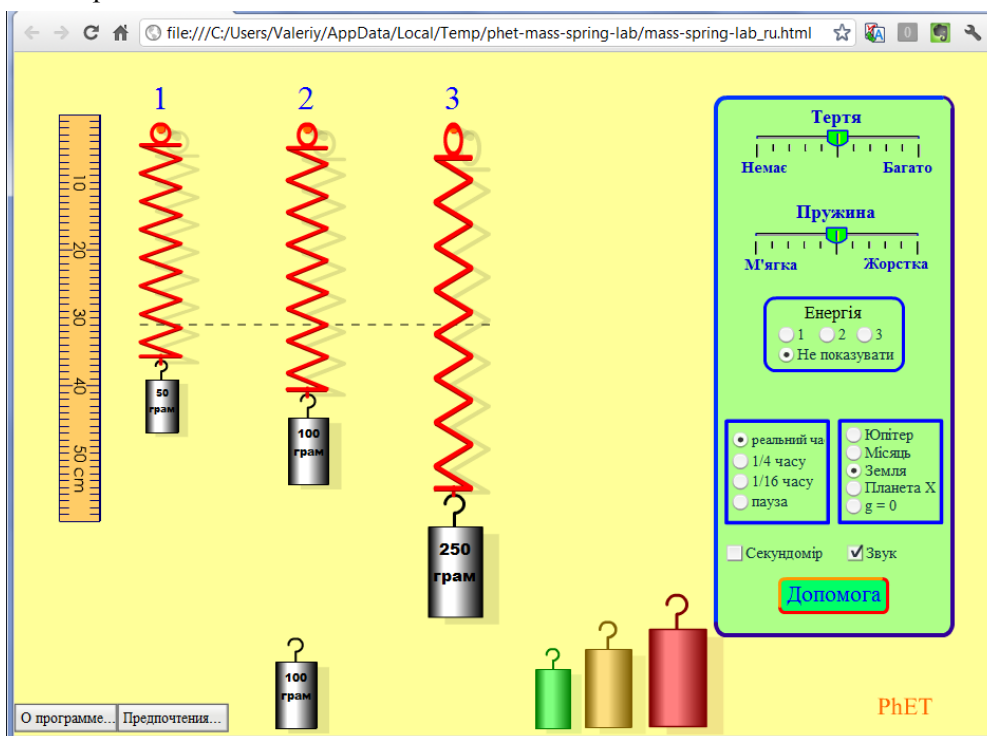 file:///C:/Users/Valeriy/AppData/Local/Temp/phet-mass-spring-lab/mass-spring-lab_ru.html
0
1 2 3
10
20
30
40
50 cm
50
грам
100
грам
250
грам
100
грам
Тертя
Немає Багато
Пружина
М'ягка Жорстка
Енергія
1 2 3
Не показувати
реальний ча
1/4 часу
1/16 часу
пауза
Юпітер
Місяць
Земля
Планета X
g = 0
Секундомір Звук
Допомога
О программе... Предпочтения...
PhET